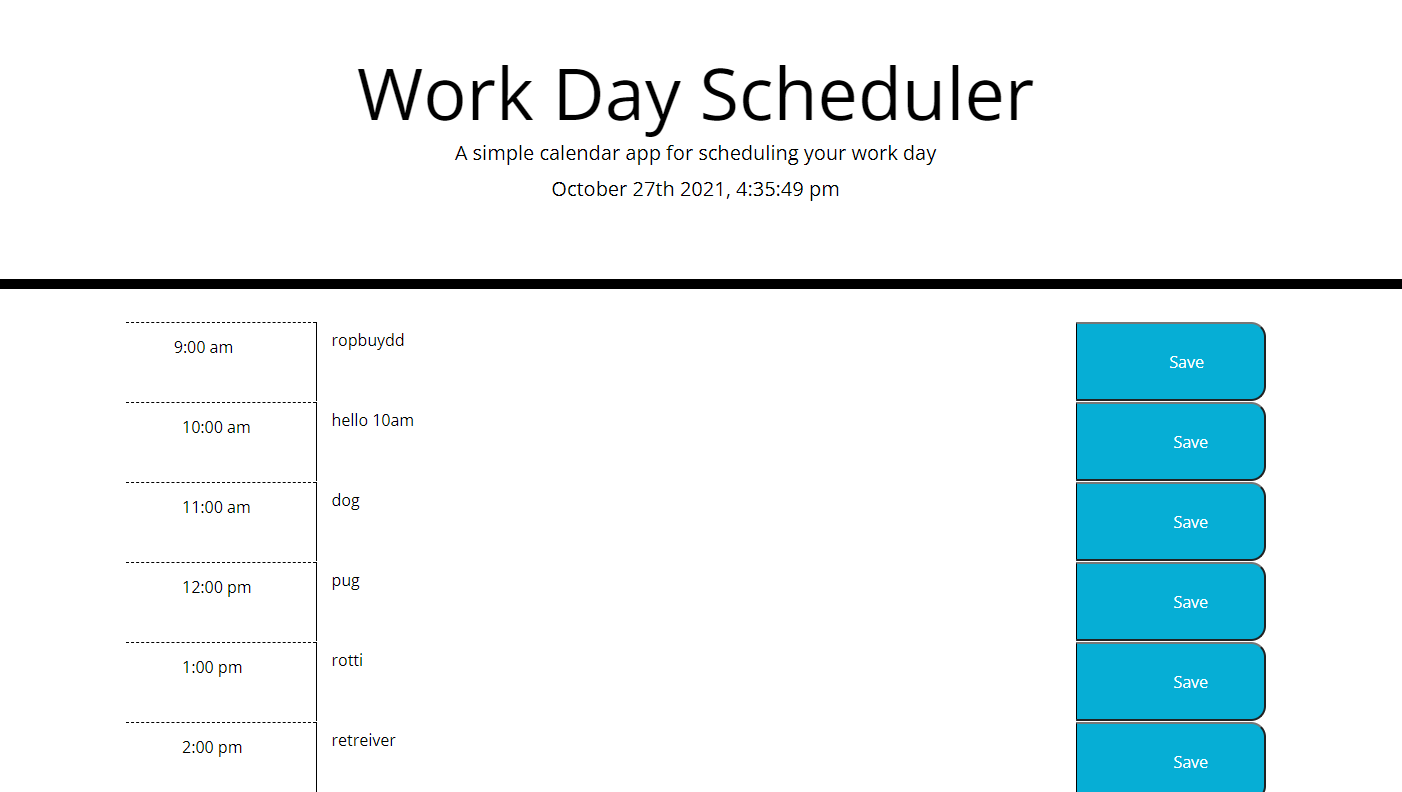 Work Day Scheduler
A simple calendar app for scheduling your work day
October 27th 2021, 4:35:49 pm
9:00 am ropbuydd Save
10:00 am hello 10am Save
11:00 am dog Save
12:00 pm pug Save
1:00 pm rotti Save
2:00 pm retreiver Save